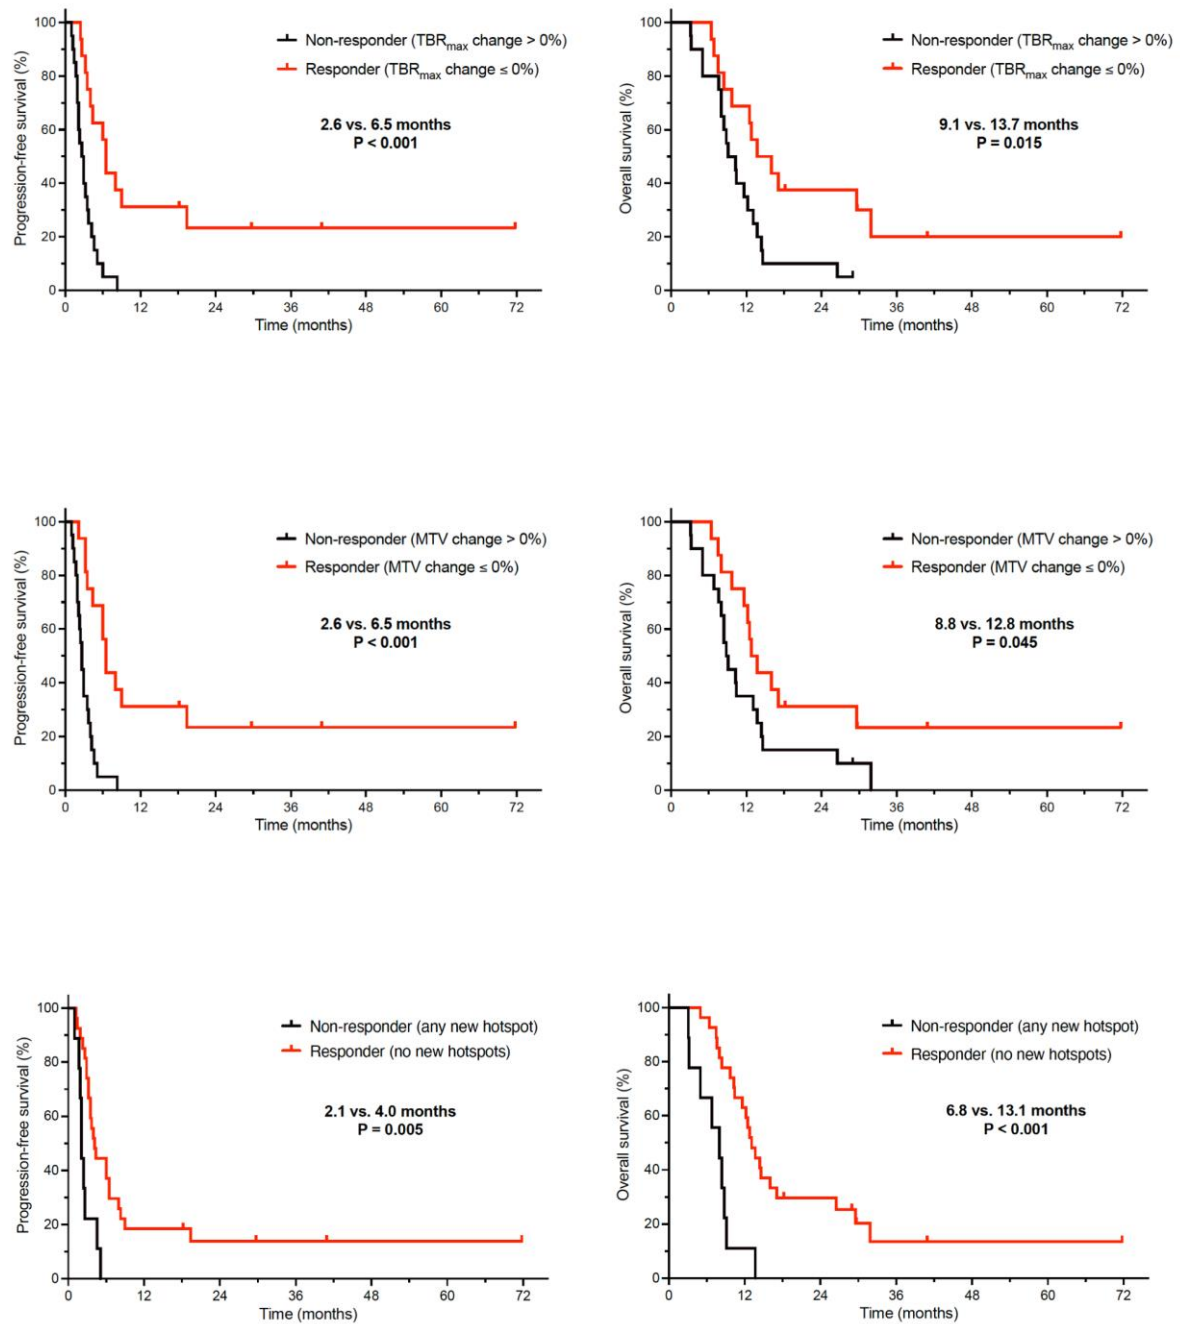 Progression-free survival (%)
100
80
60
40
20
0
0 12 24 36 48 60 72
Time (months)
Non-responder (TBRmax change > 0%)
Responder (TBRmax change ≤ 0%)
2.6 vs. 6.5 months
P < 0.001
Overall survival (%)
100
80
60
40
20
0
0 12 24 36 48 60 72
Time (months)
Non-responder (TBRmax change > 0%)
Responder (TBRmax change ≤ 0%)
9.1 vs. 13.7 months
P = 0.015
Progression-free survival (%)
100
80
60
40
20
0
0 12 24 36 48 60 72
Time (months)
Non-responder (MTV change > 0%)
Responder (MTV change ≤ 0%)
2.6 vs. 6.5 months
P < 0.001
Overall survival (%)
100
80
60
40
20
0
0 12 24 36 48 60 72
Time (months)
Non-responder (MTV change > 0%)
Responder (MTV change ≤ 0%)
8.8 vs. 12.8 months
P = 0.045
Progression-free survival (%)
100
80
60
40
20
0
0 12 24 36 48 60 72
Time (months)
Non-responder (any new hotspot)
Responder (no new hotspots)
2.1 vs. 4.0 months
P = 0.005
Overall survival (%)
100
80
60
40
20
0
0 12 24 36 48 60 72
Time (months)
Non-responder (any new hotspot)
Responder (no new hotspots)
6.8 vs. 13.1 months
P < 0.001